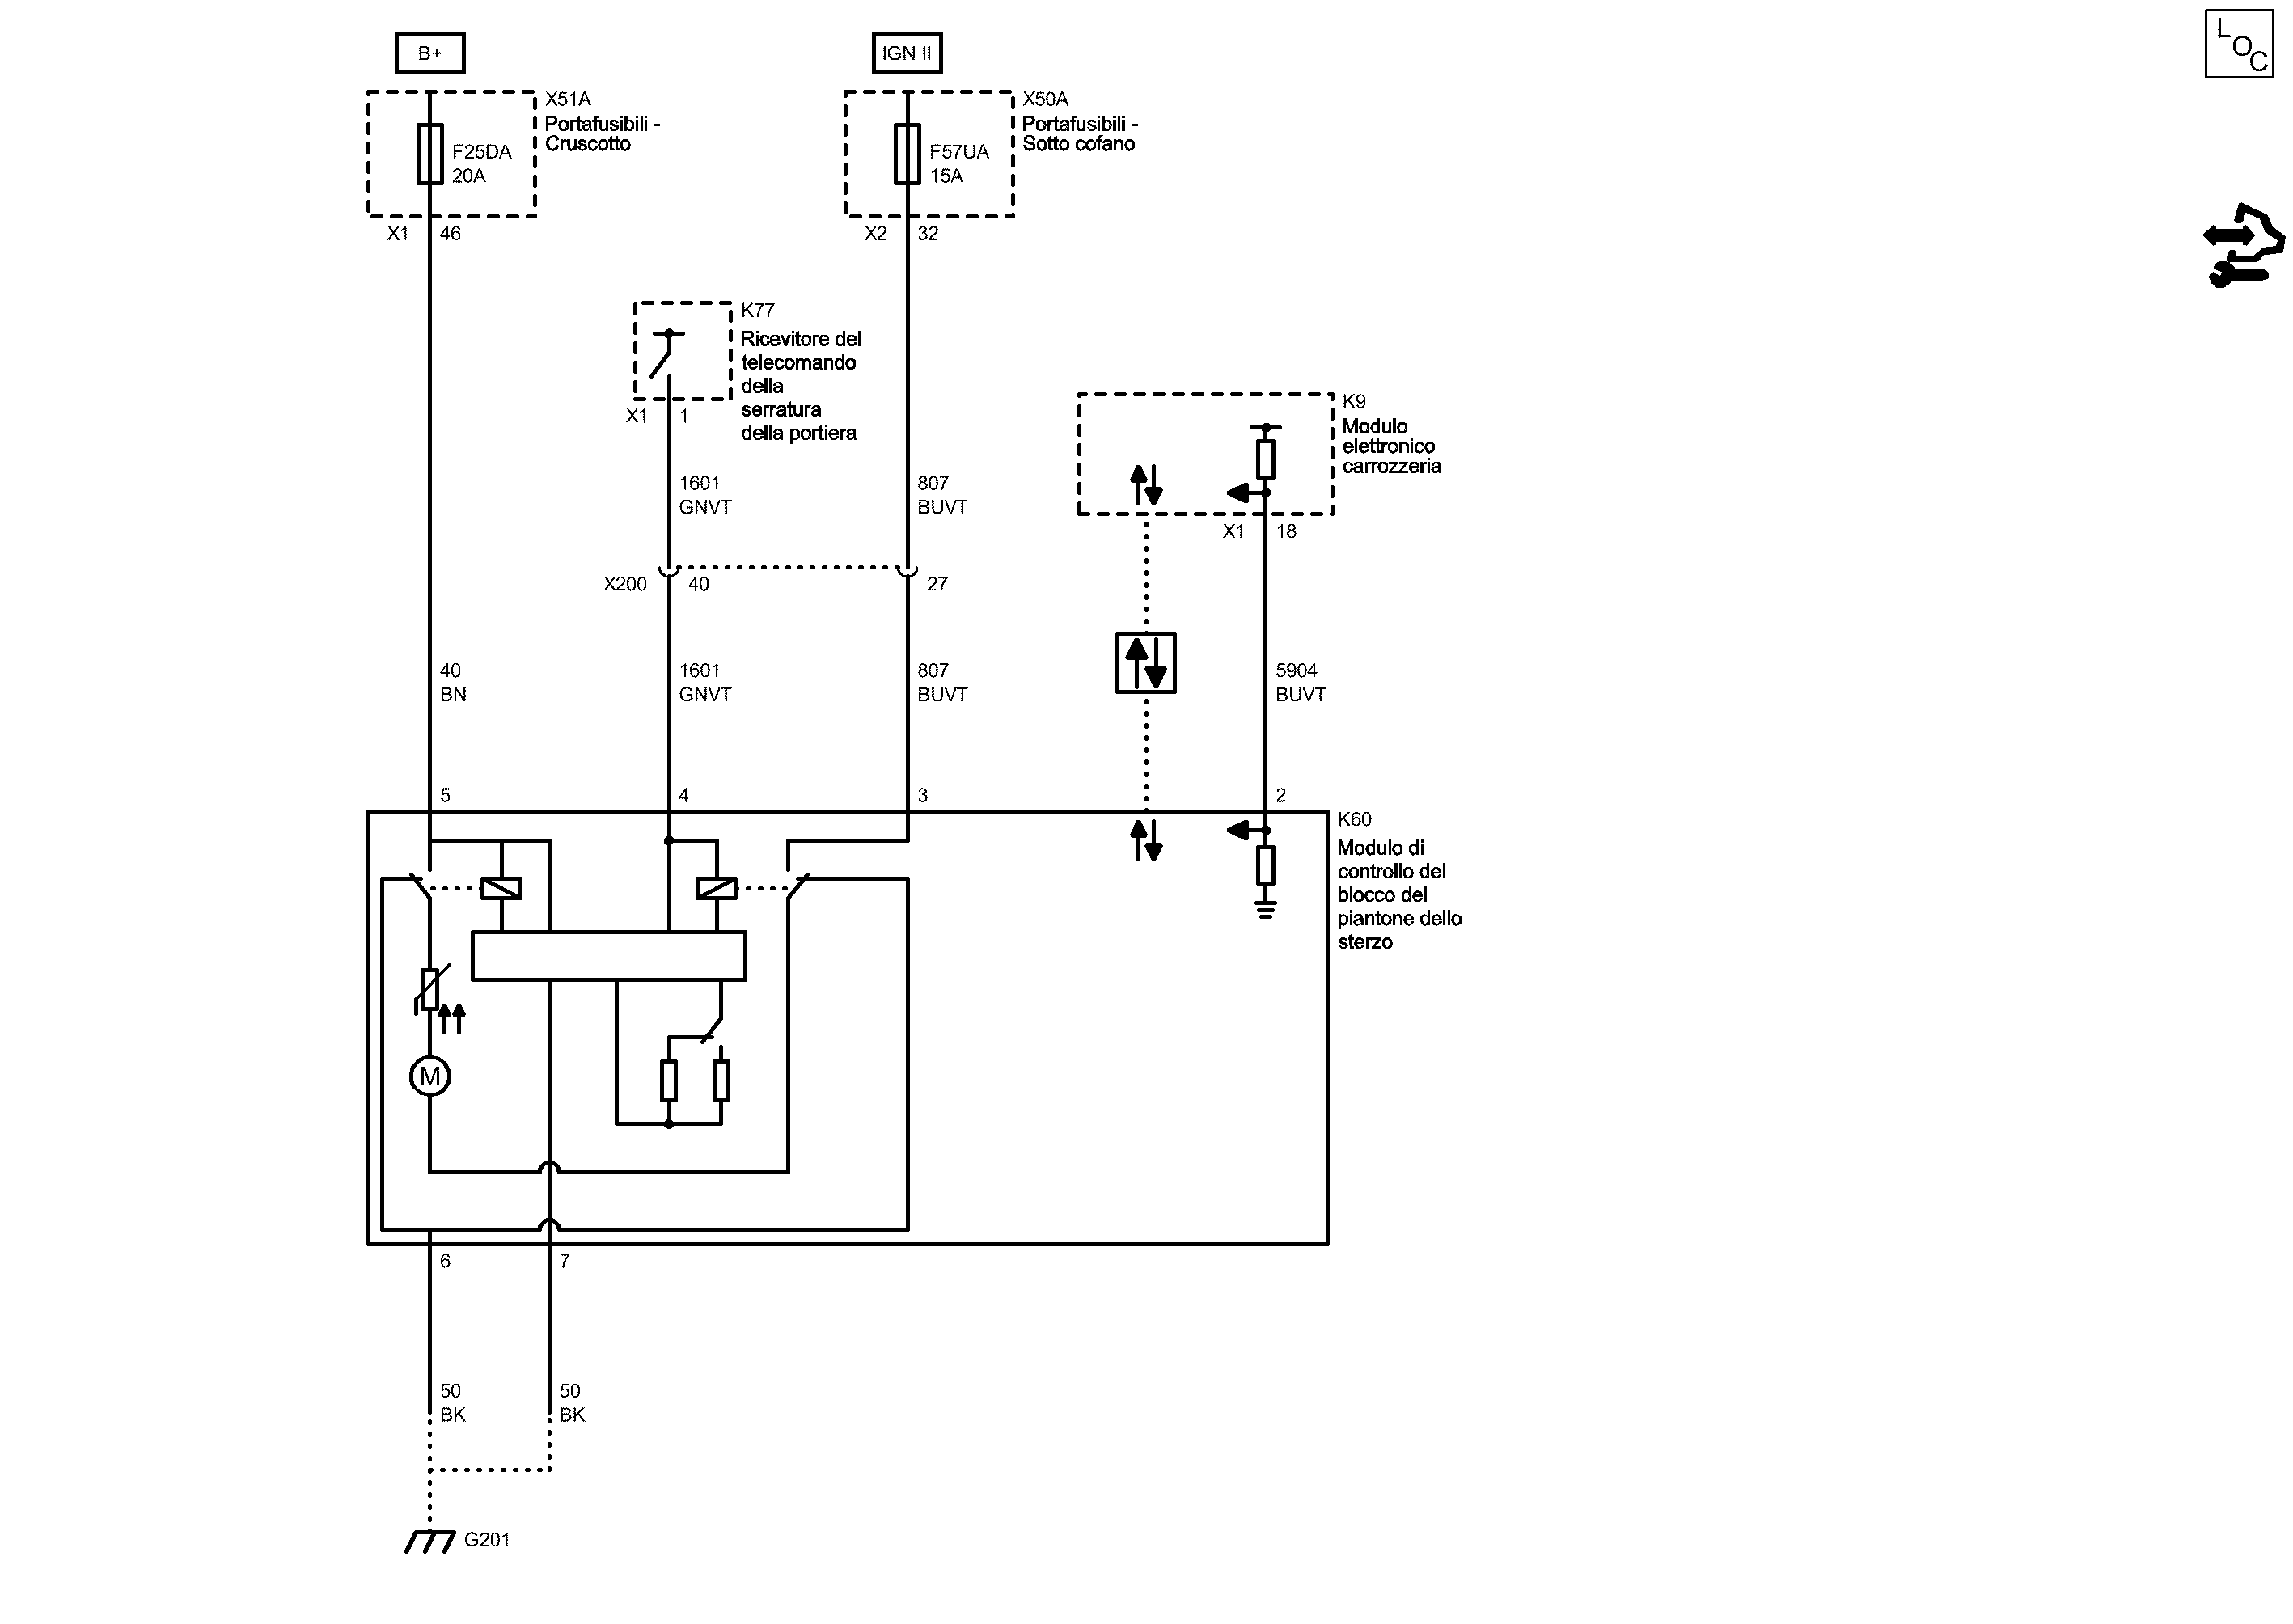 B+
IGN II
L
O
C
X51A
Portafusibili -
Cruscotto
F25DA
20A
X50A
Portafusibili -
Sotto cofano
F57UA
15A
X1
46
X2
32
K77
Ricevitore del
telecomando
della
serratura
della portiera
X1
1
K9
Modulo
elettronico
carrozzeria
1601
GNVT
807
BUVT
X1
18
X200
40
27
40
BN
1601
GNVT
807
BUVT
5904
BUVT
5
4
3
2
K60
Modulo di
controllo del
blocco del
piantone dello
sterzo
M
6
7
50
BK
50
BK
G201